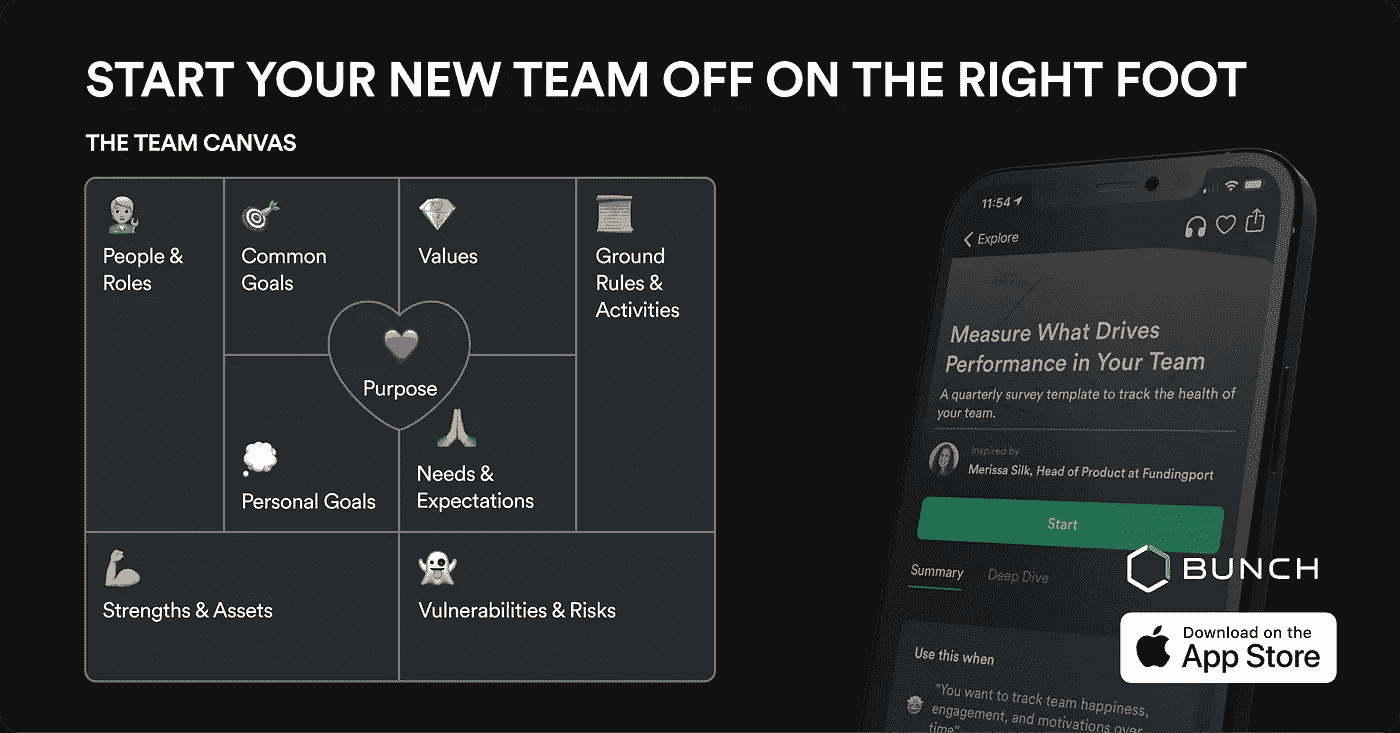 START YOUR NEW TEAM OFF ON THE RIGHT FOOT
THE TEAM CANVAS
People &
Roles
Common
Goals
Values
Ground
Rules &
Activities
Purpose
Personal Goals
Needs &
Expectations
Strengths & Assets
Vulnerabilities & Risks
11:54
Explore
Measure What Drives
Performance in Your Team
A quarterly survey template to track the health of
your team.
Inspired by
Merissa Silk, Head of Product at Fundingport
Start
Summary
Deep Dive
Use this when
"You want to track team happiness,
engagement, and motivations over
time"
BUNCH
Download on the
App Store